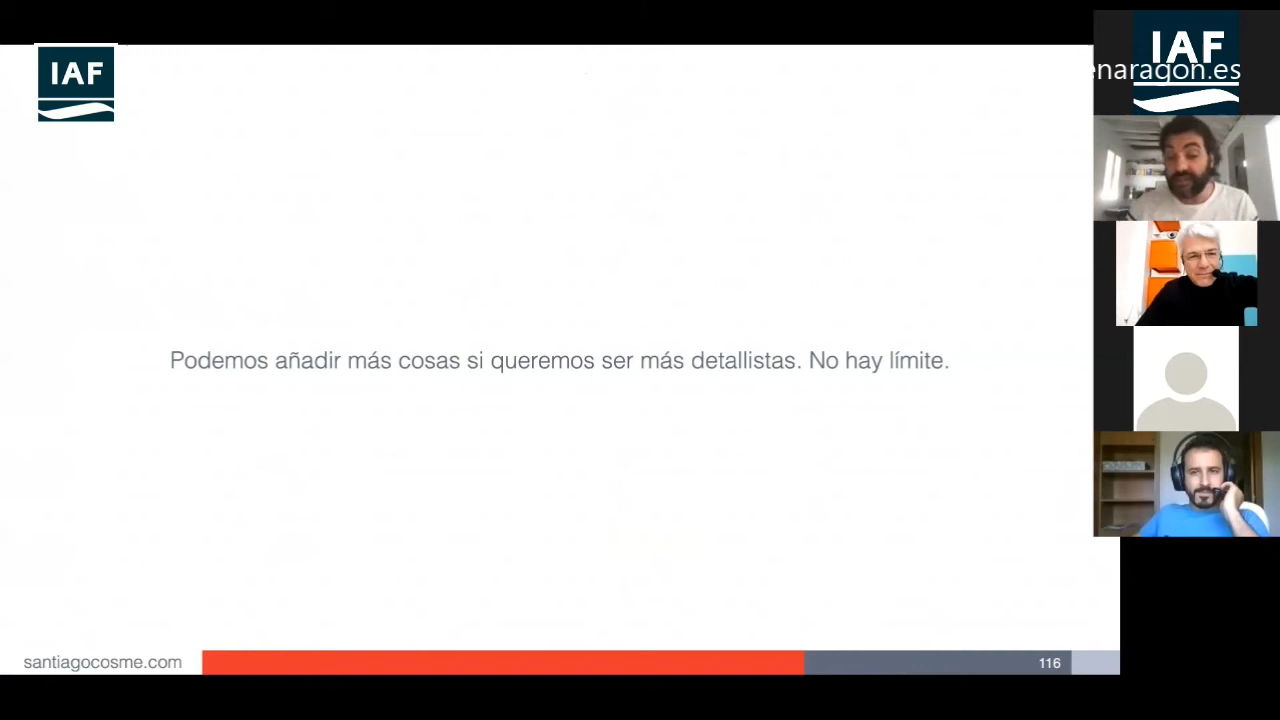 IAF
IAF
enaragon.es
Podemos añadir más cosas si queremos ser más detallistas. No hay límite.
santiagocosme.com
116